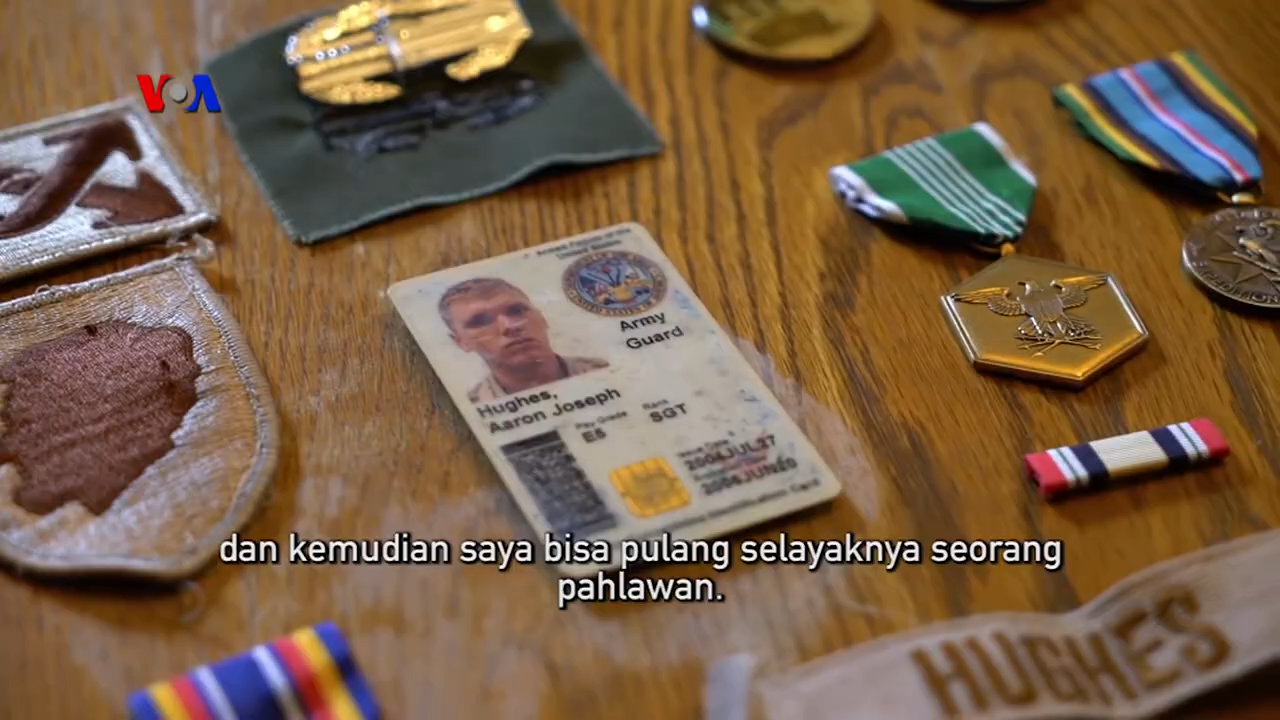 VOA
Army
Guard
Hughes,
Aaron Joseph
Pay Grade
Rank
E5
SGT
2004JUL27
dan kemudian saya bisa pulang selayaknya seorang
pahlawan.
HUGHES